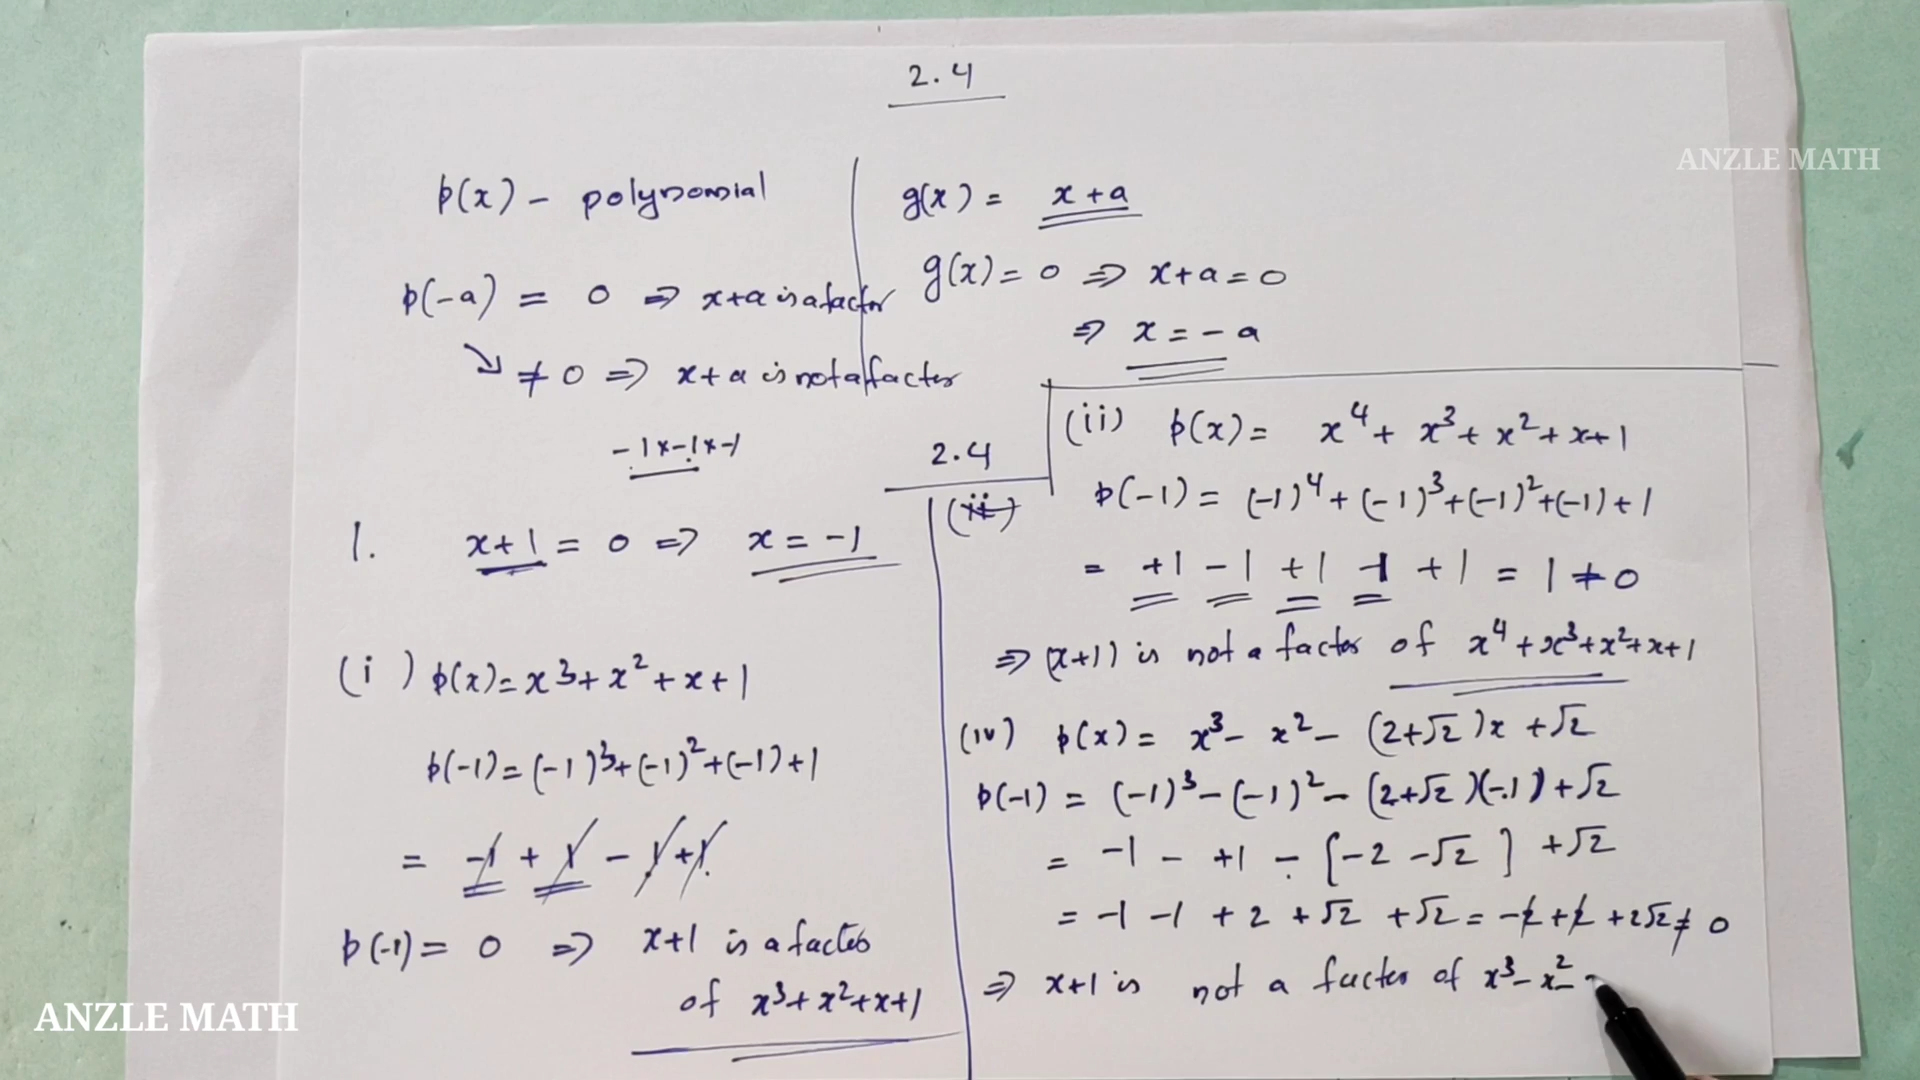 2.4
ANZLE MATH
p(x) - polynomial
p(-a) = 0 ⇒ x+a is a factor
↘ ≠ 0 ⇒ x+a is not a factor
g(x) = x+a
g(x) = 0 ⇒ x+a = 0
⇒ x = -a
-1×-1×-1
2.4
1. x+1 = 0 ⇒ x = -1
(i) p(x) = x³+x²+x+1
p(-1) = (-1)³+(-1)²+(-1)+1
= -1 + 1 - 1 + 1
p(-1) = 0 ⇒ x+1 is a factor
of x³+x²+x+1
(ii)
(ii) p(x) = x⁴+ x³+ x²+ x+1
p(-1) = (-1)⁴+(-1)³+(-1)²+(-1)+1
= +1 -1 +1 -1 +1 = 1 ≠ 0
⇒ (x+1) is not a factor of x⁴+x³+x²+x+1
(iv) p(x) = x³- x²- (2+√2)x +√2
p(-1) = (-1)³-(-1)²-(2+√2)(-1)+√2
= -1 - +1 - [-2 -√2] +√2
= -1 -1 +2 +√2 +√2 = -2 +2 +2√2 ≠ 0
⇒ x+1 is not a factor of x³- x² -
ANZLE MATH